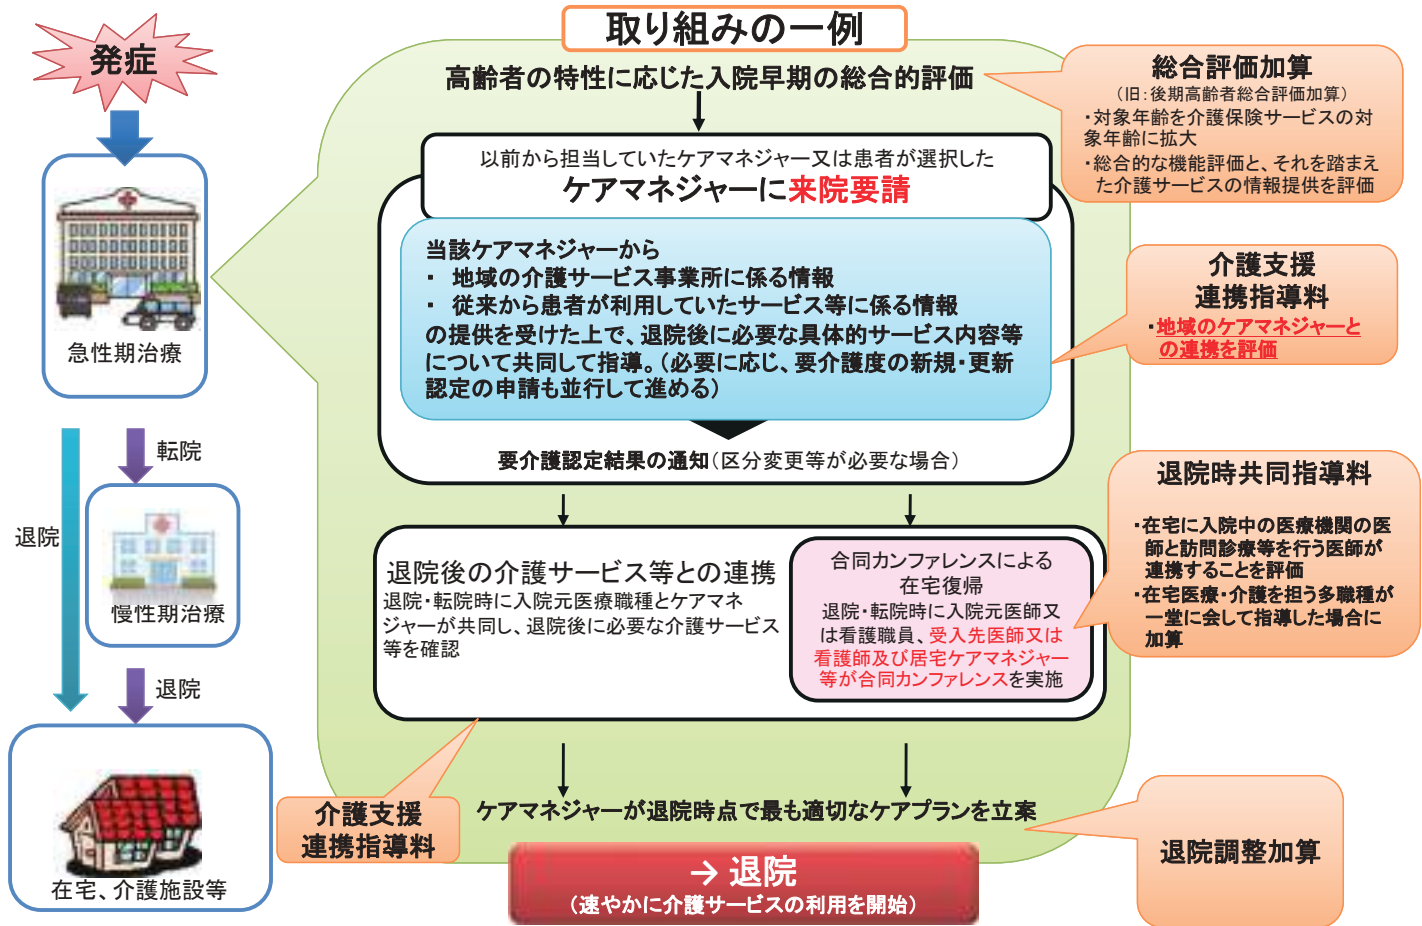 取り組みの一例
発症
急性期治療
転院
退院
慢性期治療
退院
在宅、介護施設等
高齢者の特性に応じた入院早期の総合的評価
以前から担当していたケアマネジャー又は患者が選択した
ケアマネジャーに来院要請
当該ケアマネジャーから
・ 地域の介護サービス事業所に係る情報
・ 従来から患者が利用していたサービス等に係る情報
の提供を受けた上で、退院後に必要な具体的サービス内容等
について共同して指導。（必要に応じ、要介護度の新規・更新
認定の申請も並行して進める）
要介護認定結果の通知（区分変更等が必要な場合）
退院後の介護サービス等との連携
退院・転院時に入院元医療職種とケアマネ
ジャーが共同し、退院後に必要な介護サービス
等を確認
合同カンファレンスによる
在宅復帰
退院・転院時に入院元医師又
は看護職員、受入先医師又は
看護師及び居宅ケアマネジャー
等が合同カンファレンスを実施
ケアマネジャーが退院時点で最も適切なケアプランを立案
→ 退院
（速やかに介護サービスの利用を開始）
総合評価加算
（旧：後期高齢者総合評価加算）
・対象年齢を介護保険サービスの対
象年齢に拡大
・総合的な機能評価と、それを踏まえ
た介護サービスの情報提供を評価
介護支援
連携指導料
・地域のケアマネジャーと
の連携を評価
退院時共同指導料
・在宅に入院中の医療機関の医
師と訪問診療等を行う医師が
連携することを評価
・在宅医療・介護を担う多職種が
一堂に会して指導した場合に
加算
介護支援
連携指導料
退院調整加算